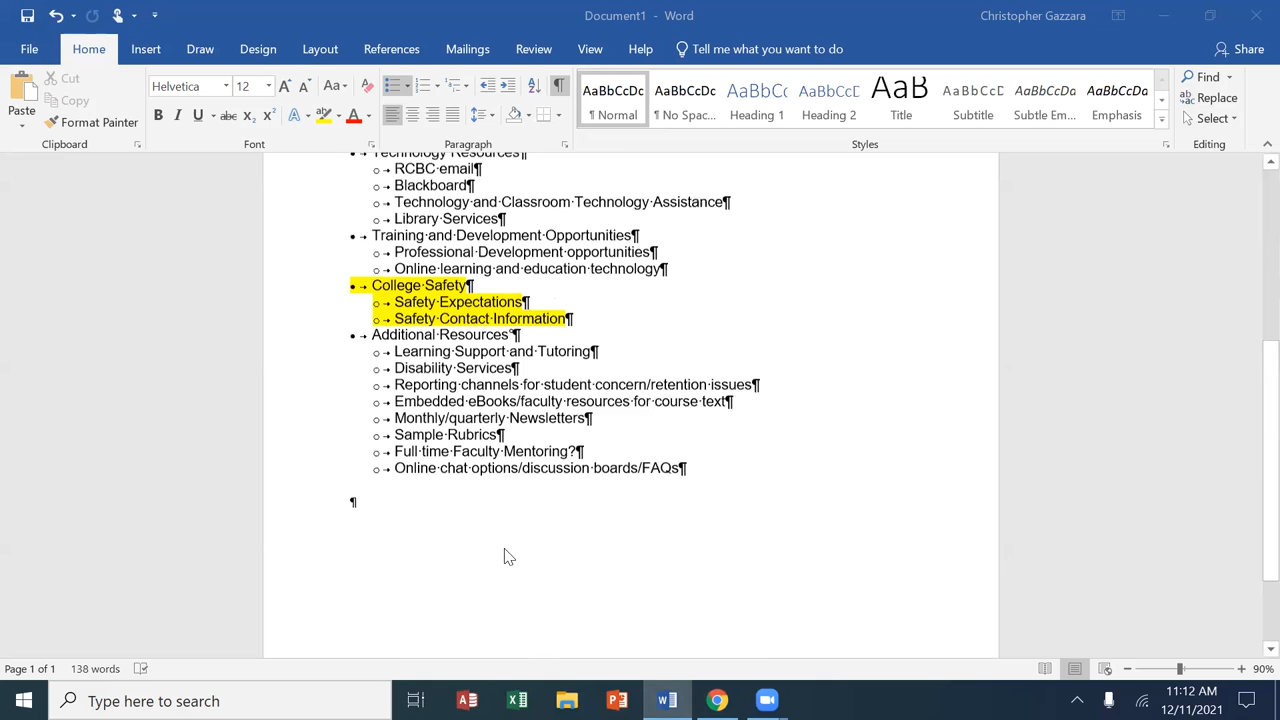 Document1 - Word
Christopher Gazzara
File Home Insert Draw Design Layout References Mailings Review View Help Tell me what you want to do Share
Paste
Cut
Copy
Format Painter
Clipboard
Helvetica 12
Font
Paragraph
AaBbCcDc AaBbCcDc AaBbCc AaBbCcD AaB AaBbCcD AaBbCcDc AaBbCcDc
¶ Normal ¶ No Spac... Heading 1 Heading 2 Title Subtitle Subtle Em... Emphasis
Styles
Find
Replace
Select
Editing
Technology Resources¶
RCBC·email¶
Blackboard¶
Technology·and·Classroom·Technology·Assistance¶
Library·Services¶
Training·and·Development·Opportunities¶
Professional·Development·opportunities¶
Online·learning·and·education·technology¶
College·Safety¶
Safety·Expectations¶
Safety·Contact·Information¶
Additional·Resources°¶
Learning·Support·and·Tutoring¶
Disability·Services¶
Reporting·channels·for·student·concern/retention·issues¶
Embedded·eBooks/faculty·resources·for·course·text¶
Monthly/quarterly·Newsletters¶
Sample·Rubrics¶
Full·time·Faculty·Mentoring?¶
Online·chat·options/discussion·boards/FAQs¶
¶
Page 1 of 1 138 words 90%
Type here to search
11:12 AM
12/11/2021